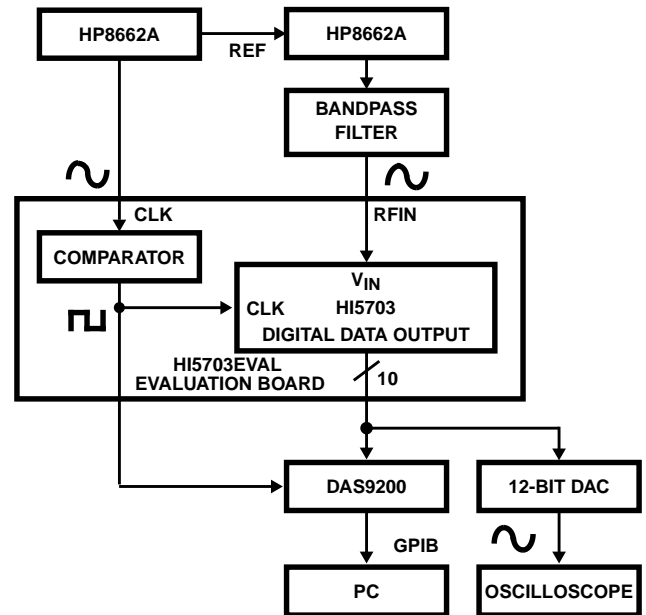 HP8662A
HP8662A
REF
BANDPASS
FILTER
CLK
RFIN
COMPARATOR
VIN
CLK
HI5703
DIGITAL DATA OUTPUT
HI5703EVAL
EVALUATION BOARD
10
DAS9200
12-BIT DAC
GPIB
PC
OSCILLOSCOPE